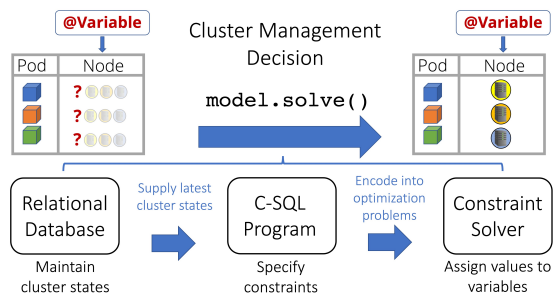 @Variable
Cluster Management
Decision
@Variable
Pod Node
?
?
?
model.solve()
Pod Node
Relational
Database
Supply latest
cluster states
C-SQL
Program
Encode into
optimization
problems
Constraint
Solver
Maintain
cluster states
Specify
constraints
Assign values to
variables